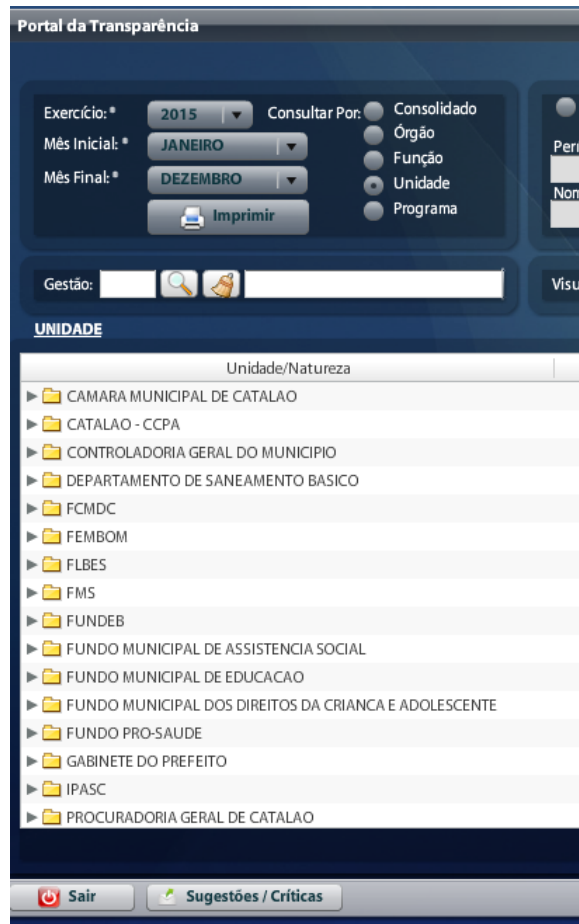 Portal da Transparência
Exercício:* 2015 Consultar Por: Consolidado
Órgão
Mês Inicial: * JANEIRO
Função
Mês Final:* DEZEMBRO
Unidade
Programa
Imprimir
Gestão:
Visu
Perr
Nom
UNIDADE
Unidade/Natureza
CAMARA MUNICIPAL DE CATALAO
CATALAO - CCPA
CONTROLADORIA GERAL DO MUNICIPIO
DEPARTAMENTO DE SANEAMENTO BASICO
FCMDC
FEMBOM
FLBES
FMS
FUNDEB
FUNDO MUNICIPAL DE ASSISTENCIA SOCIAL
FUNDO MUNICIPAL DE EDUCACAO
FUNDO MUNICIPAL DOS DIREITOS DA CRIANCA E ADOLESCENTE
FUNDO PRO-SAUDE
GABINETE DO PREFEITO
IPASC
PROCURADORIA GERAL DE CATALAO
Sair
Sugestões / Críticas